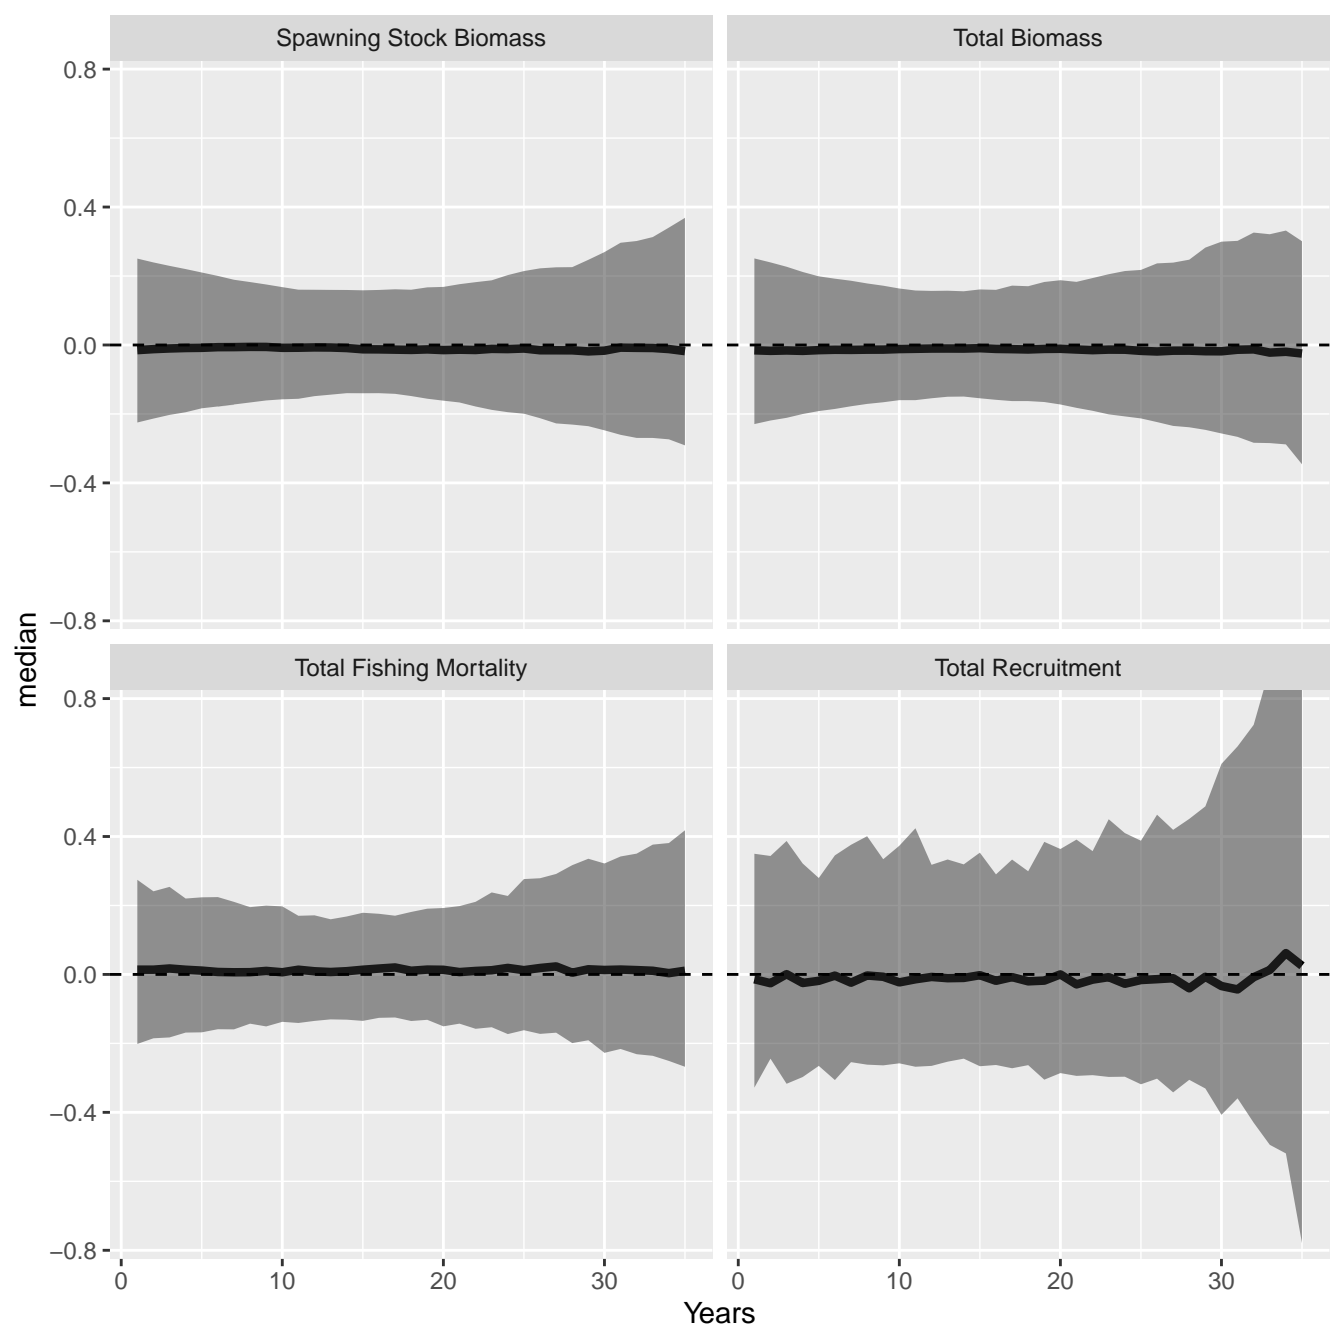 Spawning Stock Biomass
Total Biomass
0.8
0.4
0.0
−0.4
−0.8
median
Total Fishing Mortality
Total Recruitment
0.8
0.4
0.0
−0.4
−0.8
0 10 20 30
0 10 20 30
Years